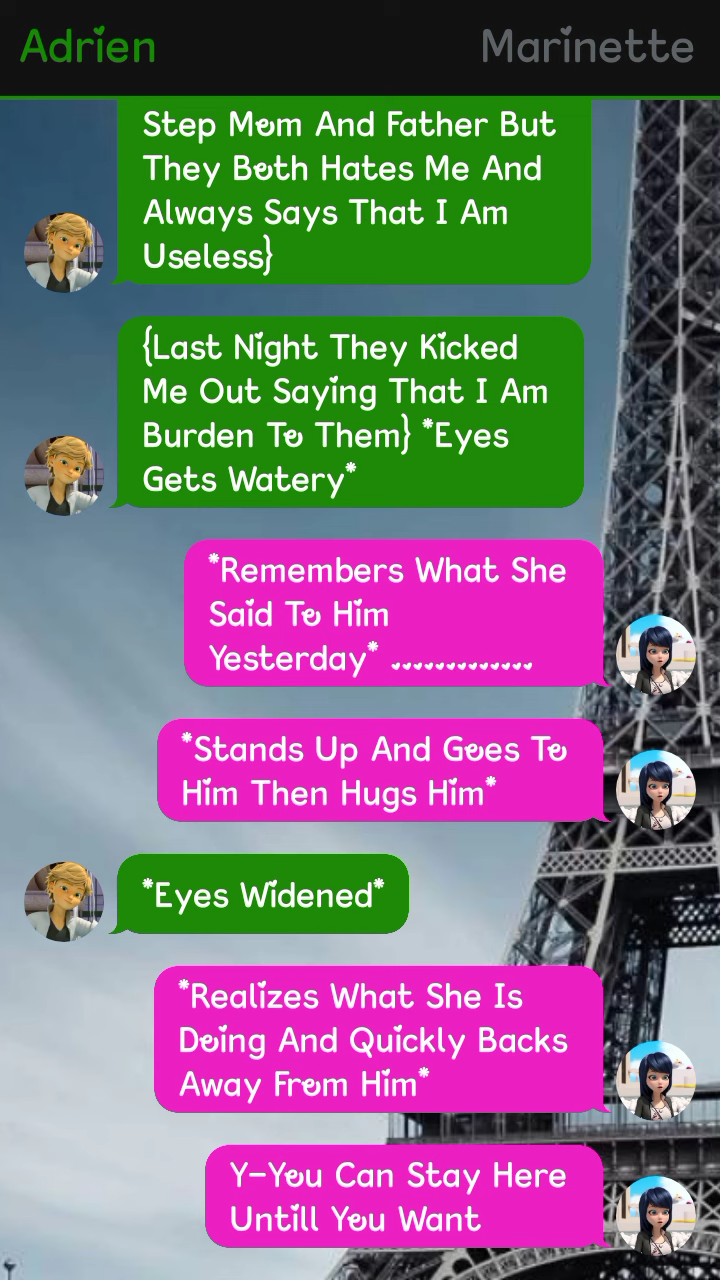 Adrien
Marinette
Step Mom And Father But
They Both Hates Me And
Always Says That I Am
Useless}
{Last Night They Kicked
Me Out Saying That I Am
Burden To Them} *Eyes
Gets Watery*
*Remembers What She
Said To Him
Yesterday* .............
*Stands Up And Goes To
Him Then Hugs Him*
*Eyes Widened*
*Realizes What She Is
Doing And Quickly Backs
Away From Him*
Y-You Can Stay Here
Untill You Want